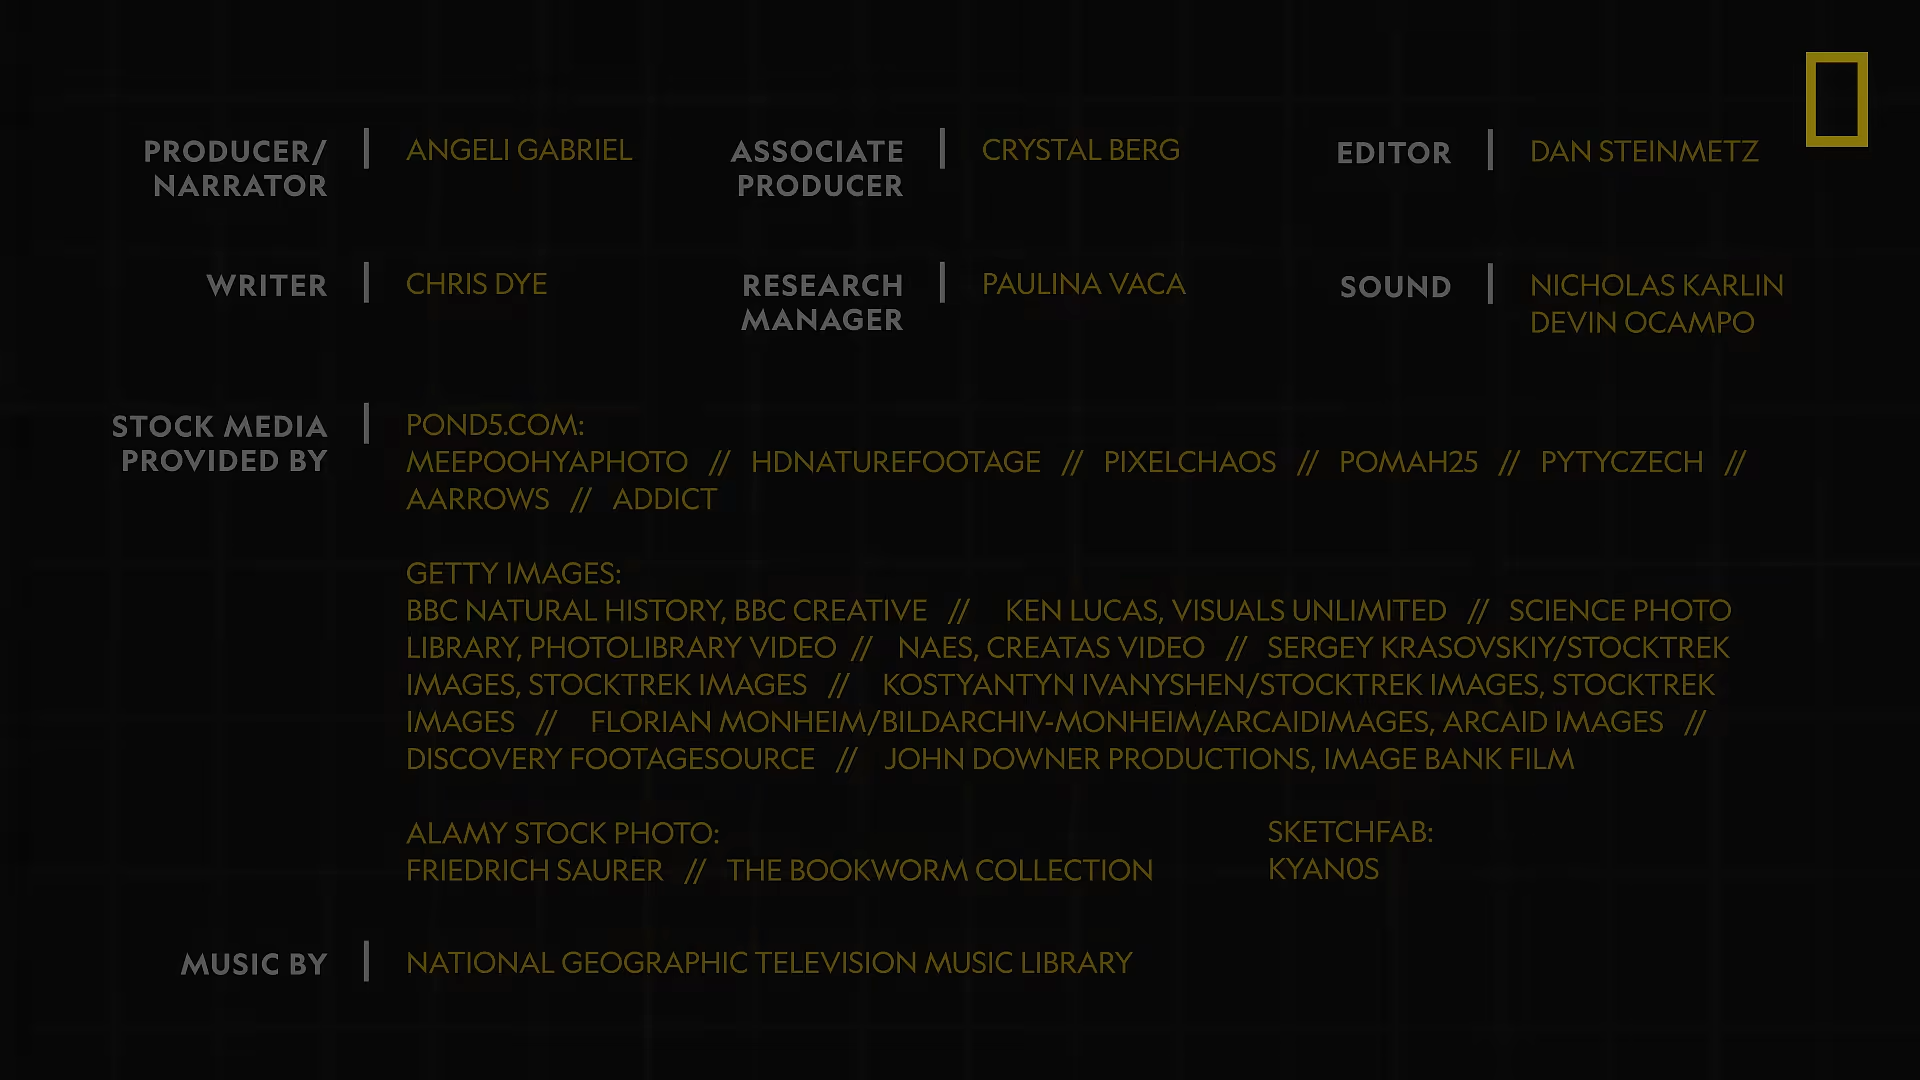 PRODUCER/
NARRATOR
ANGELI GABRIEL
ASSOCIATE
PRODUCER
CRYSTAL BERG
EDITOR
DAN STEINMETZ
WRITER
CHRIS DYE
RESEARCH
MANAGER
PAULINA VACA
SOUND
NICHOLAS KARLIN
DEVIN OCAMPO
STOCK MEDIA
PROVIDED BY
POND5.COM:
MEEPOOHYAPHOTO // HDNATUREFOOTAGE // PIXELCHAOS // POMAH25 // PYTYCZECH //
AARROWS // ADDICT
GETTY IMAGES:
BBC NATURAL HISTORY, BBC CREATIVE // KEN LUCAS, VISUALS UNLIMITED // SCIENCE PHOTO
LIBRARY, PHOTOLIBRARY VIDEO // NAES, CREATAS VIDEO // SERGEY KRASOVSKIY/STOCKTREK
IMAGES, STOCKTREK IMAGES // KOSTYANTYN IVANYSHEN/STOCKTREK IMAGES, STOCKTREK
IMAGES // FLORIAN MONHEIM/BILDARCHIV-MONHEIM/ARCAIDIMAGES, ARCAID IMAGES //
DISCOVERY FOOTAGESOURCE // JOHN DOWNER PRODUCTIONS, IMAGE BANK FILM
ALAMY STOCK PHOTO:
FRIEDRICH SAURER // THE BOOKWORM COLLECTION
SKETCHFAB:
KYAN0S
MUSIC BY
NATIONAL GEOGRAPHIC TELEVISION MUSIC LIBRARY